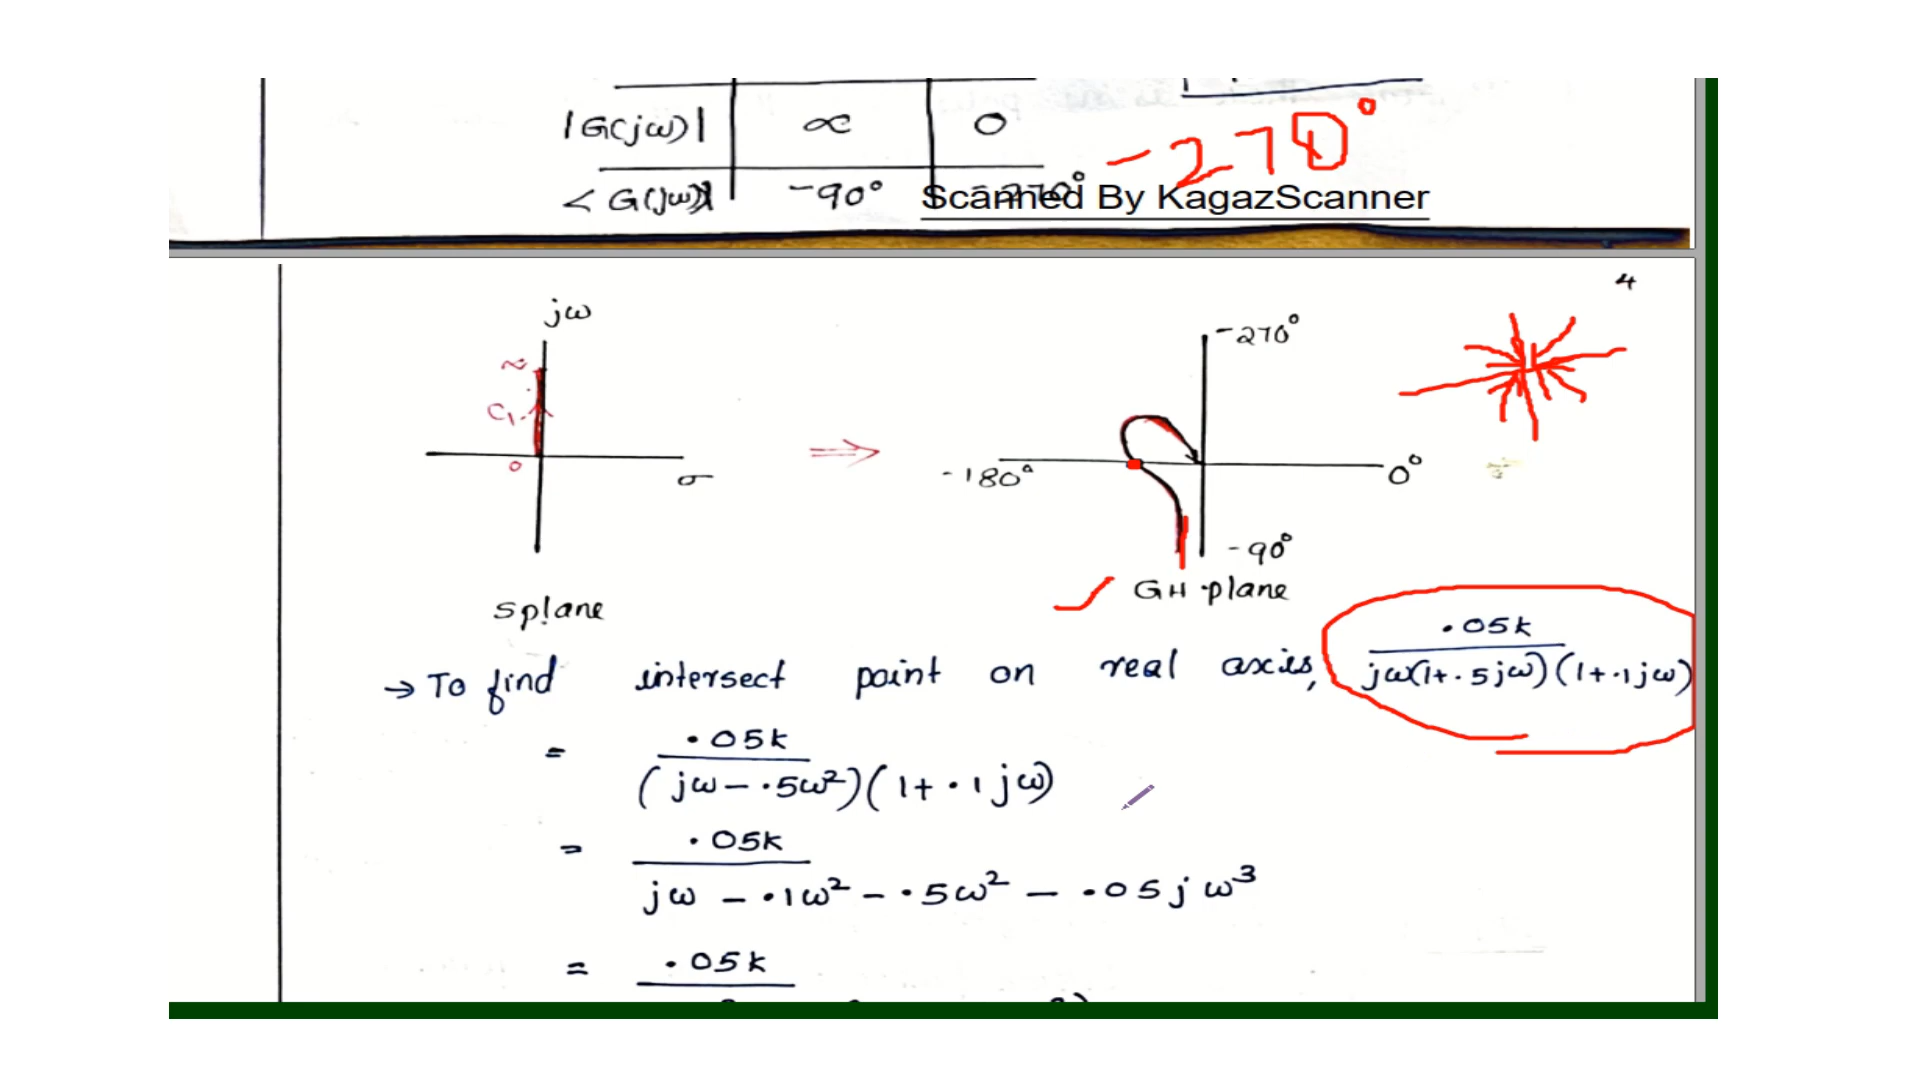 |G(jω)| ∝ 0 -270°
< G(jω) -90° -270°
Scanned By KagazScanner
4
jω
-270°
∞
C₁
0
σ
⇒
-180°
0°
-90°
S plane
GH-plane
→ To find intersect point on real axis, .05k / jω(1+.5jω)(1+.1jω)
= .05k / (jω - .5ω²)(1+.1jω)
= .05k / jω - .1ω² - .5ω² - .05jω³
= .05k